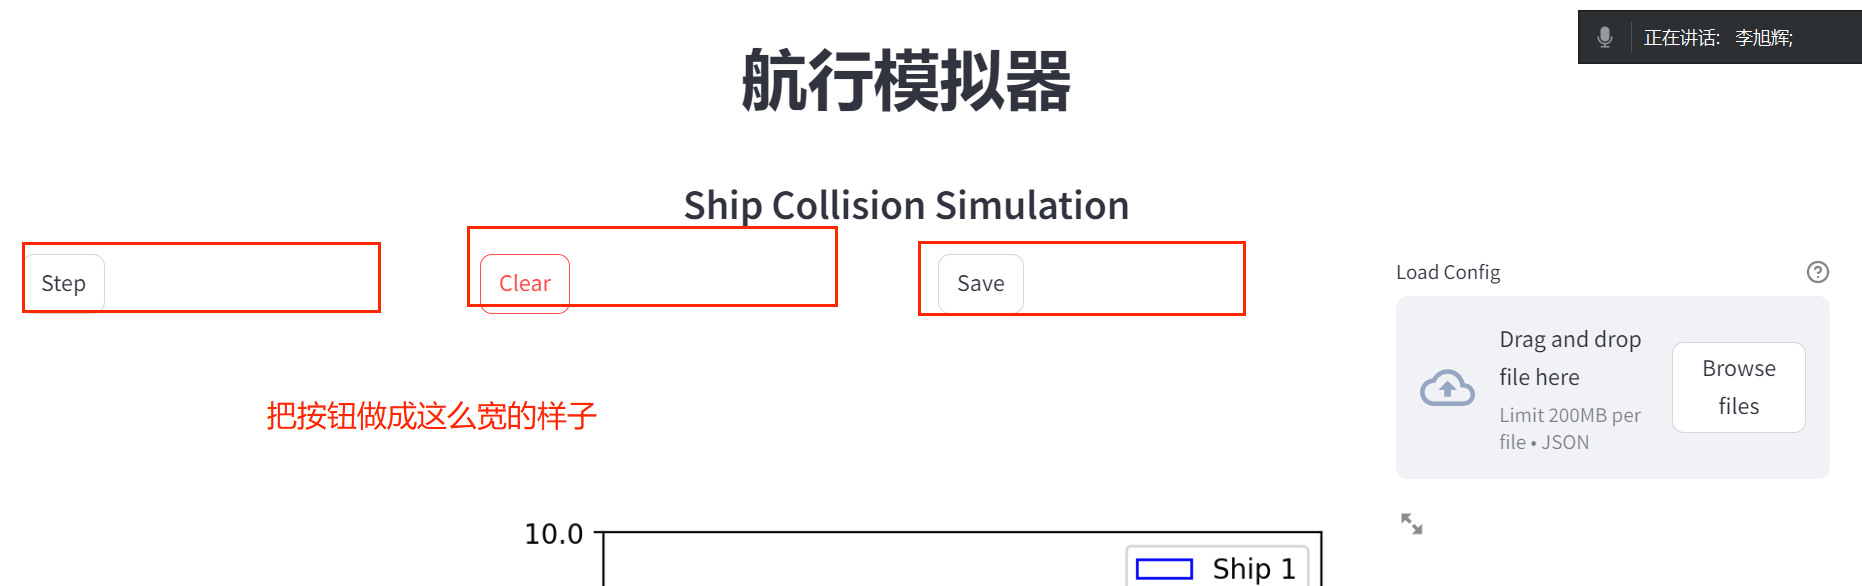 正在讲话: 李旭辉;
航行模拟器
Ship Collision Simulation
Step
Clear
Save
Load Config
Drag and drop
file here
Limit 200MB per
file • JSON
Browse
files
把按钮做成这么宽的样子
10.0
Ship 1